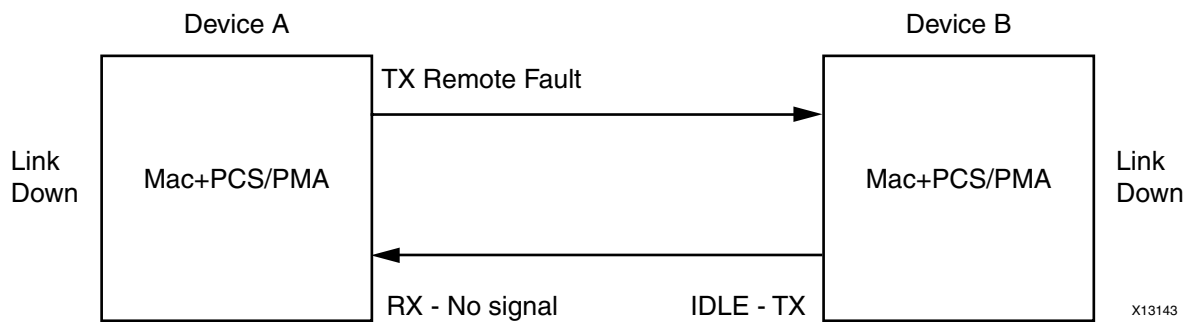 Device A
Device B
TX Remote Fault
Link
Down
Mac+PCS/PMA
Mac+PCS/PMA
Link
Down
RX - No signal
IDLE - TX
X13143